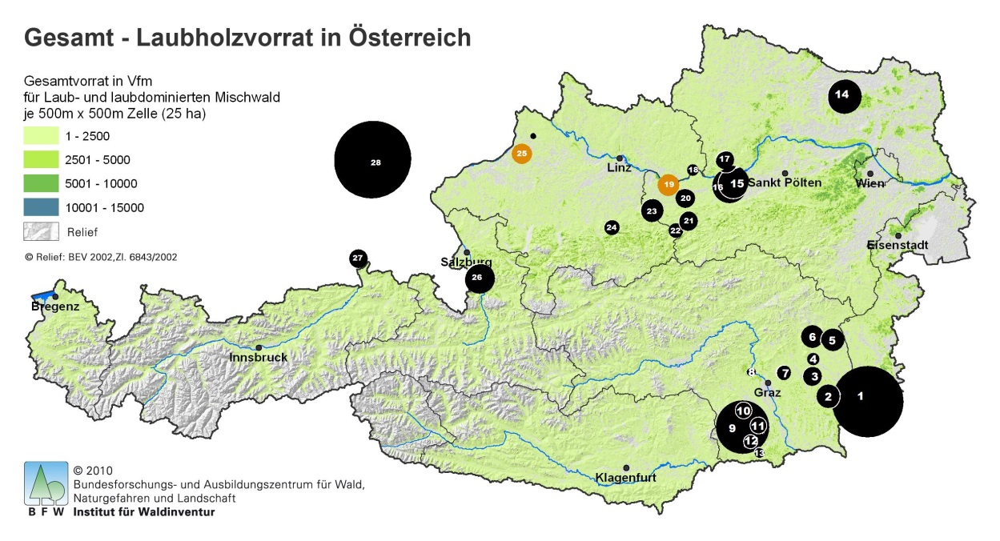 Gesamt - Laubholzvorrat in Österreich
Gesamtvorrat in Vfm
für Laub- und laubdominierten Mischwald
je 500m x 500m Zelle (25 ha)
1 - 2500
2501 - 5000
5001 - 10000
10001 - 15000
Relief
© Relief: BEV 2002,Zl. 6843/2002
14
28
25
Linz
17
18
19
16
15
Sankt Pölten
Wien
20
23
21
24
22
Eisenstadt
27
Salzburg
26
Bregenz
Innsbruck
6
5
4
8
7
3
Graz
2
1
10
9
11
12
13
Klagenfurt
© 2010
Bundesforschungs- und Ausbildungszentrum für Wald,
Naturgefahren und Landschaft
B F W
Institut für Waldinventur